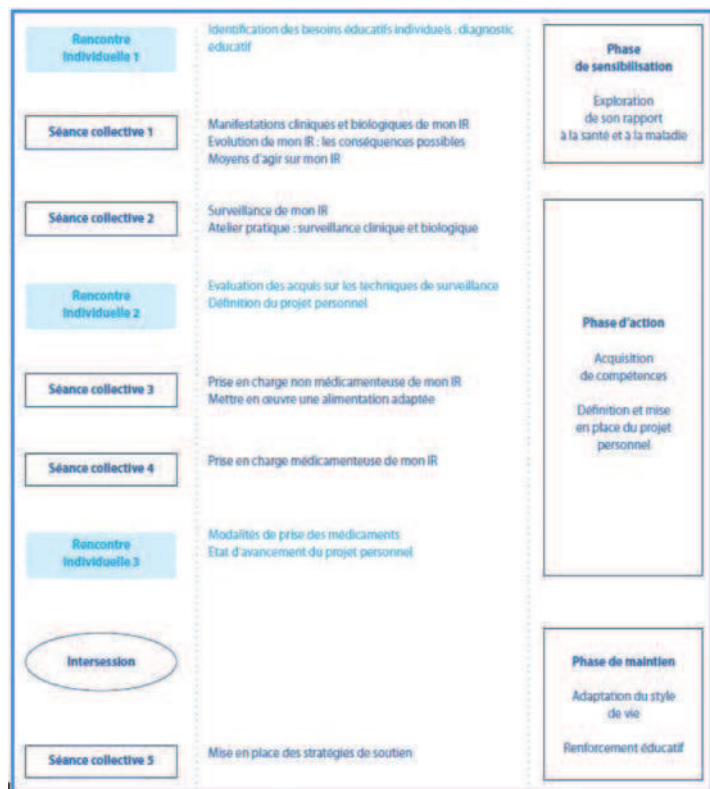 Rencontre
Individuelle 1
Identification des besoins éducatifs individuels : diagnostic
éducatif
Phase
de sensibilisation
Exploration
de son rapport
à la santé et à la maladie
Séance collective 1
Manifestations cliniques et biologiques de mon IR
Evolution de mon IR : les conséquences possibles
Moyens d'agir sur mon IR
Séance collective 2
Surveillance de mon IR
Atelier pratique : surveillance clinique et biologique
Rencontre
Individuelle 2
Evaluation des acquis sur les techniques de surveillance
Définition du projet personnel
Phase d'action
Acquisition
de compétences
Définition et mise
en place du projet
personnel
Séance collective 3
Prise en charge non médicamenteuse de mon IR
Mettre en œuvre une alimentation adaptée
Séance collective 4
Prise en charge médicamenteuse de mon IR
Rencontre
Individuelle 3
Modalités de prise des médicaments
Etat d'avancement du projet personnel
Intersession
Phase de maintien
Adaptation du style
de vie
Renforcement éducatif
Séance collective 5
Mise en place des stratégies de soutien